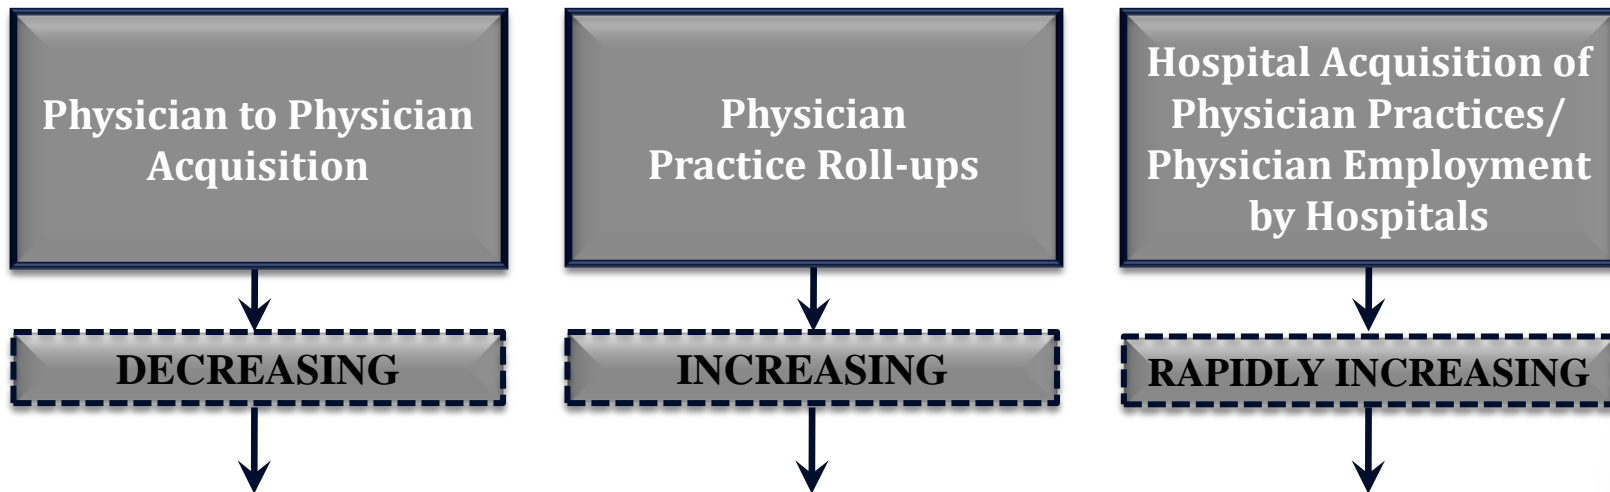 Physician to Physician
Acquisition
Physician
Practice Roll-ups
Hospital Acquisition of
Physician Practices/
Physician Employment
by Hospitals
DECREASING
INCREASING
RAPIDLY INCREASING